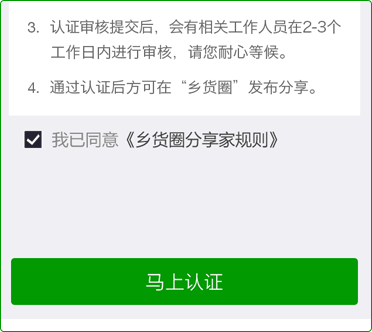 3. 认证审核提交后，会有相关工作人员在2-3个
工作日内进行审核，请您耐心等候。
4. 通过认证后方可在“乡货圈”发布分享。
我已同意《乡货圈分享家规则》
马上认证